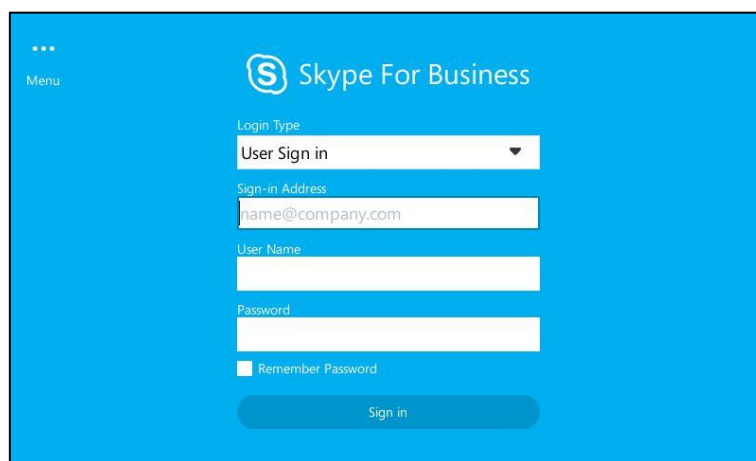 •••
Menu
Skype For Business
Login Type
User Sign in
Sign-in Address
name@company.com
User Name
Password
Remember Password
Sign in